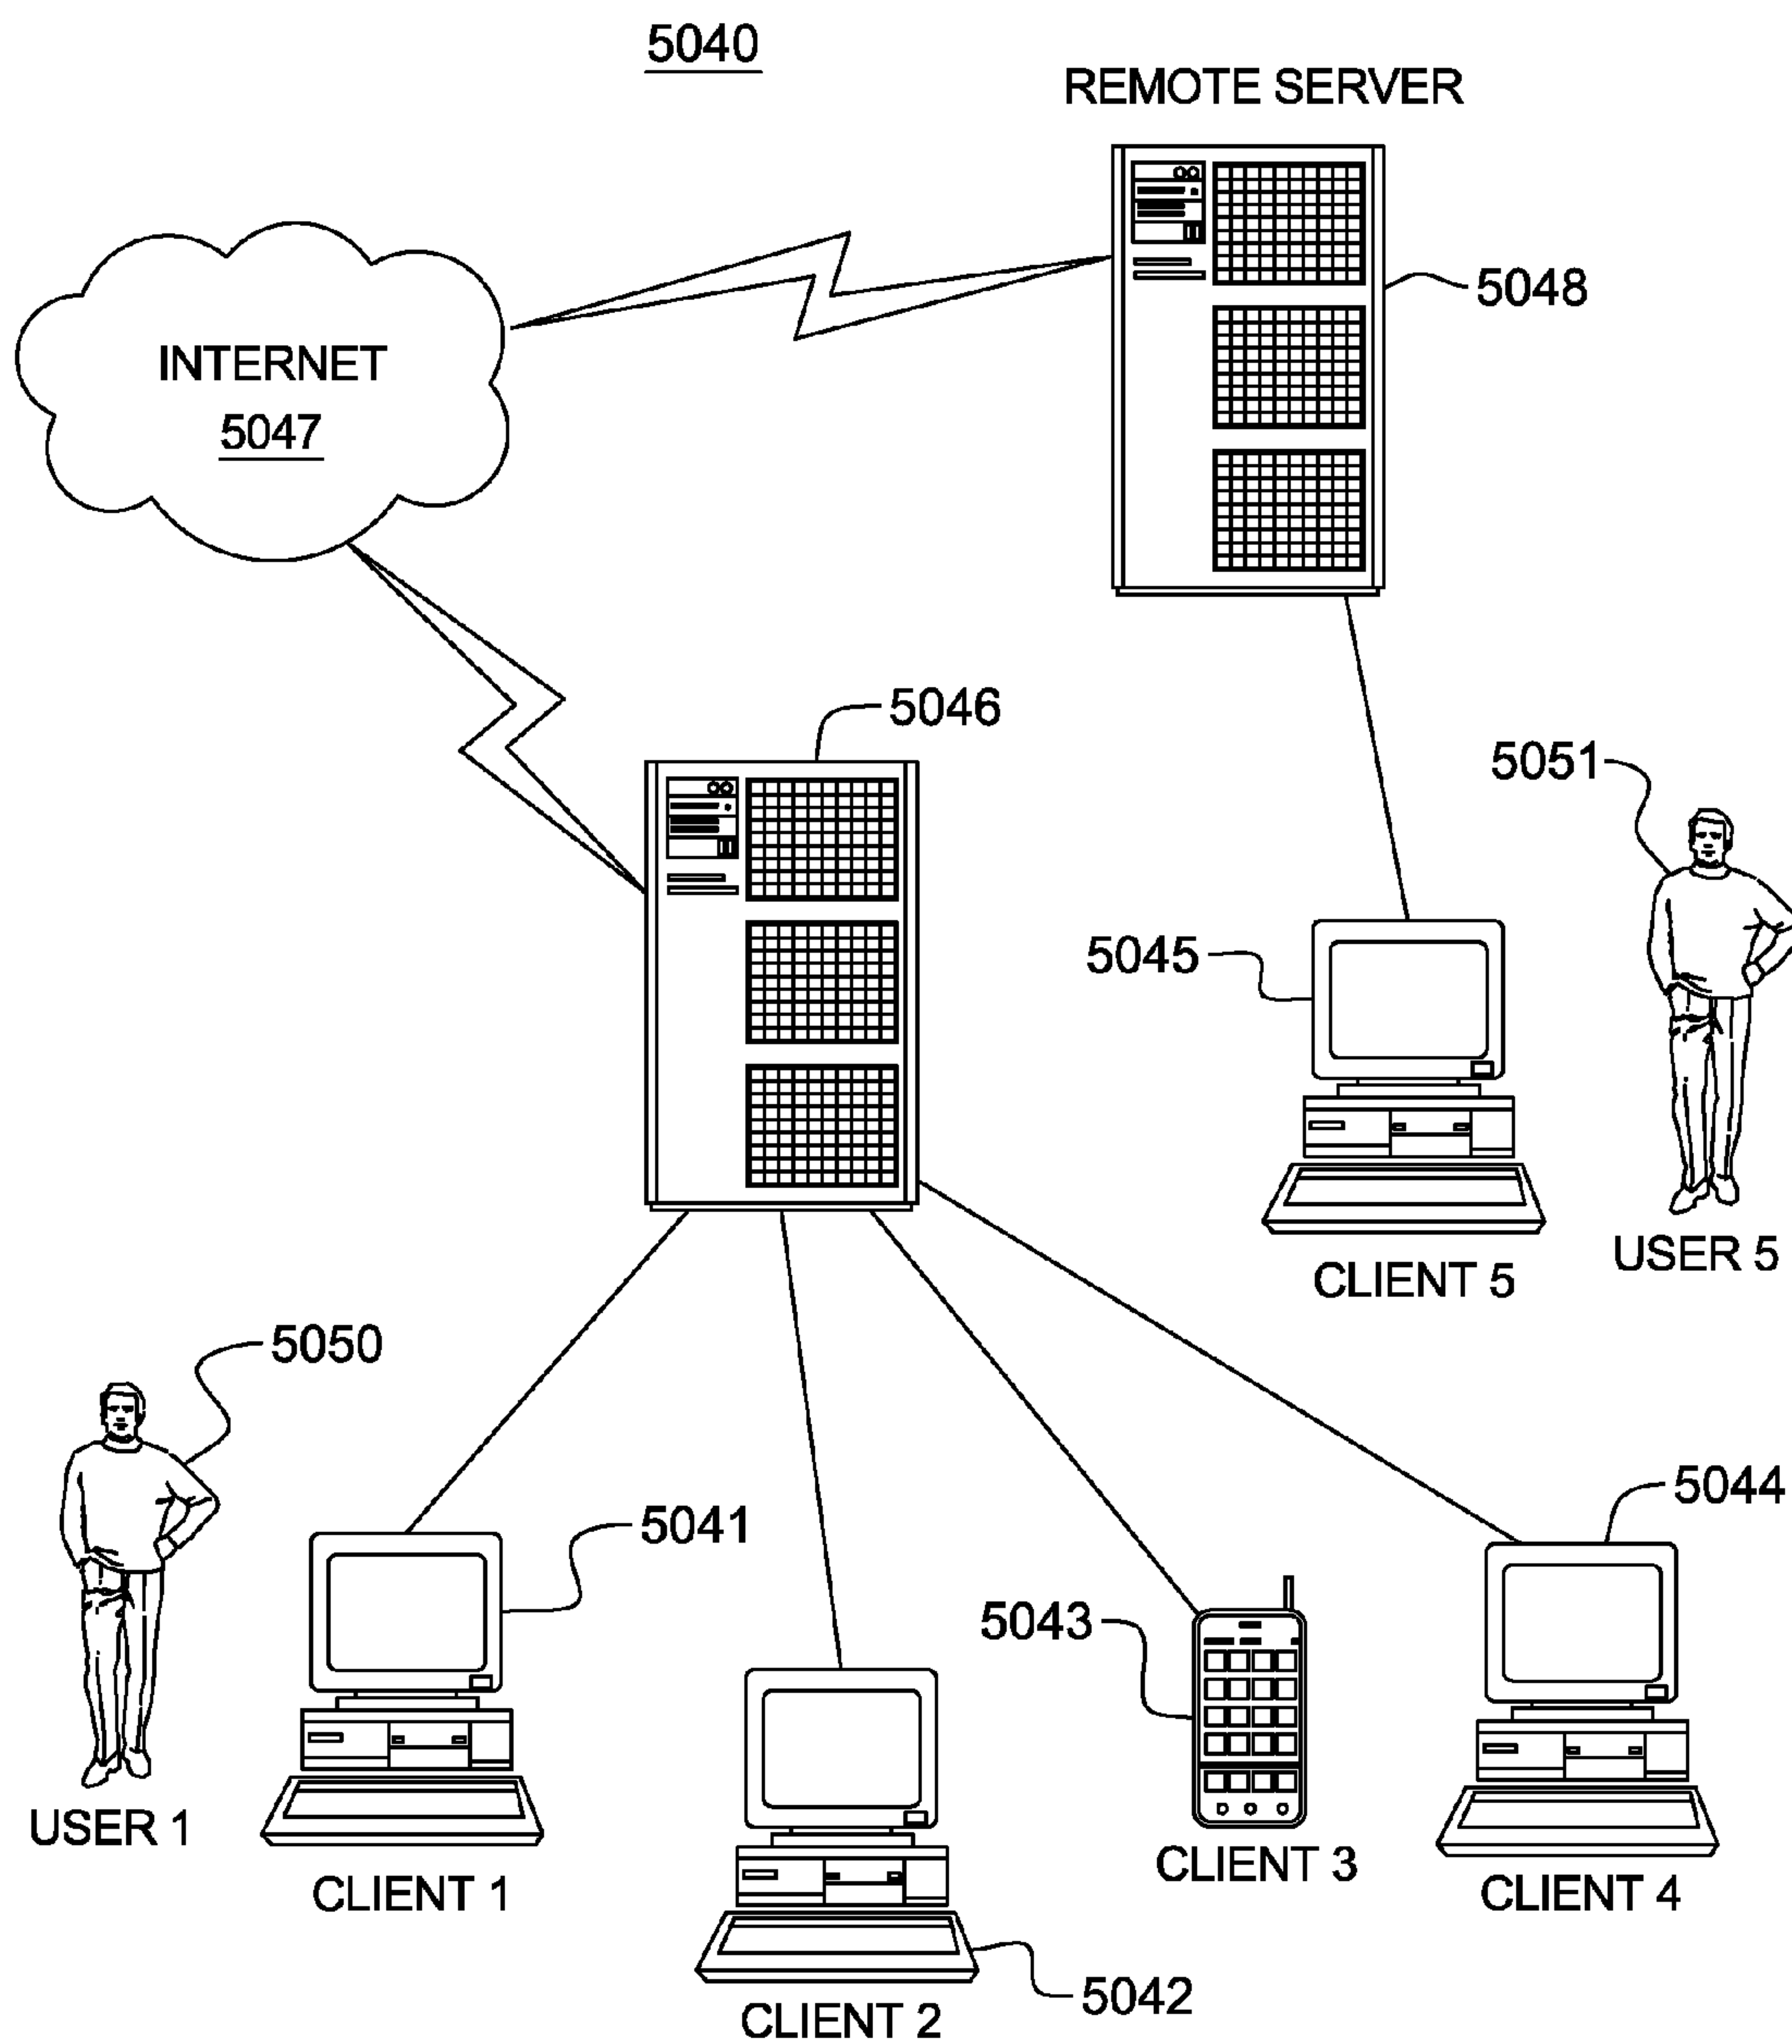 5040
REMOTE SERVER
5048
INTERNET
5047
5046
5051
5045
USER 5
CLIENT 5
5050
5044
5041
5043
USER 1
CLIENT 3
CLIENT 1
CLIENT 4
5042
CLIENT 2